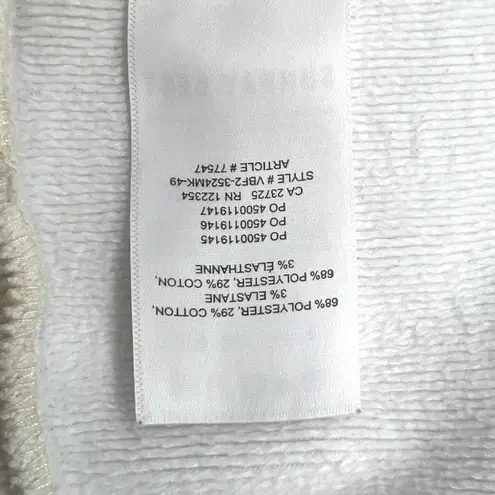 68% POLYESTER, 29% COTTON,
3% ELASTANE
68% POLYESTER, 29% COTON,
3% ÉLASTHANNE
PO 4500119145
PO 4500119146
PO 4500119147
CA 23725 RN 122354
STYLE # VBF2-3524MK-49
ARTICLE # 77547